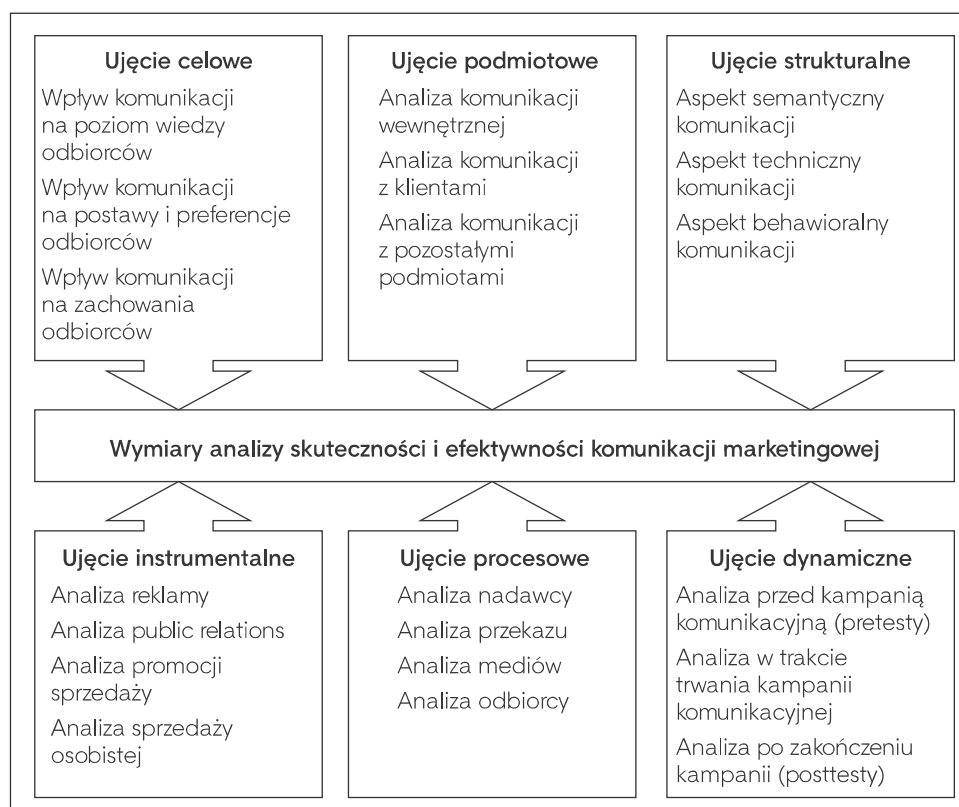 Ujęcie celowe
Wpływ komunikacji
na poziom wiedzy
odbiorców
Wpływ komunikacji
na postawy i preferencje
odbiorców
Wpływ komunikacji
na zachowania
odbiorców
Ujęcie podmiotowe
Analiza komunikacji
wewnętrznej
Analiza komunikacji
z klientami
Analiza komunikacji
z pozostałymi
podmiotami
Ujęcie strukturalne
Aspekt semantyczny
komunikacji
Aspekt techniczny
komunikacji
Aspekt behawioralny
komunikacji
Wymiary analizy skuteczności i efektywności komunikacji marketingowej
Ujęcie instrumentalne
Analiza reklamy
Analiza public relations
Analiza promocji
sprzedaży
Analiza sprzedaży
osobistej
Ujęcie procesowe
Analiza nadawcy
Analiza przekazu
Analiza mediów
Analiza odbiorcy
Ujęcie dynamiczne
Analiza przed kampanią
komunikacyjną (pretesty)
Analiza w trakcie
trwania kampanii
komunikacyjnej
Analiza po zakończeniu
kampanii (posttesty)